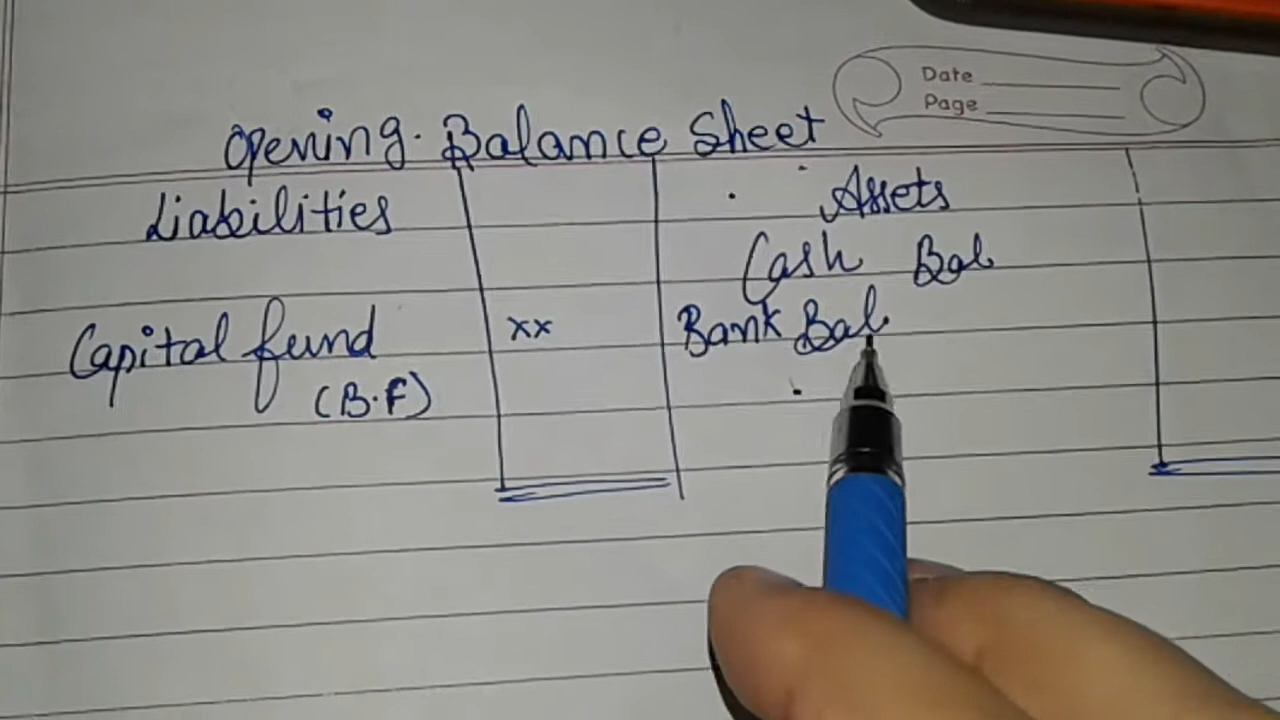 Date
Page
Opening. Balance Sheet
Liabilities Assets
Cash Bal
Capital fund xx Bank Bal
(B.F)